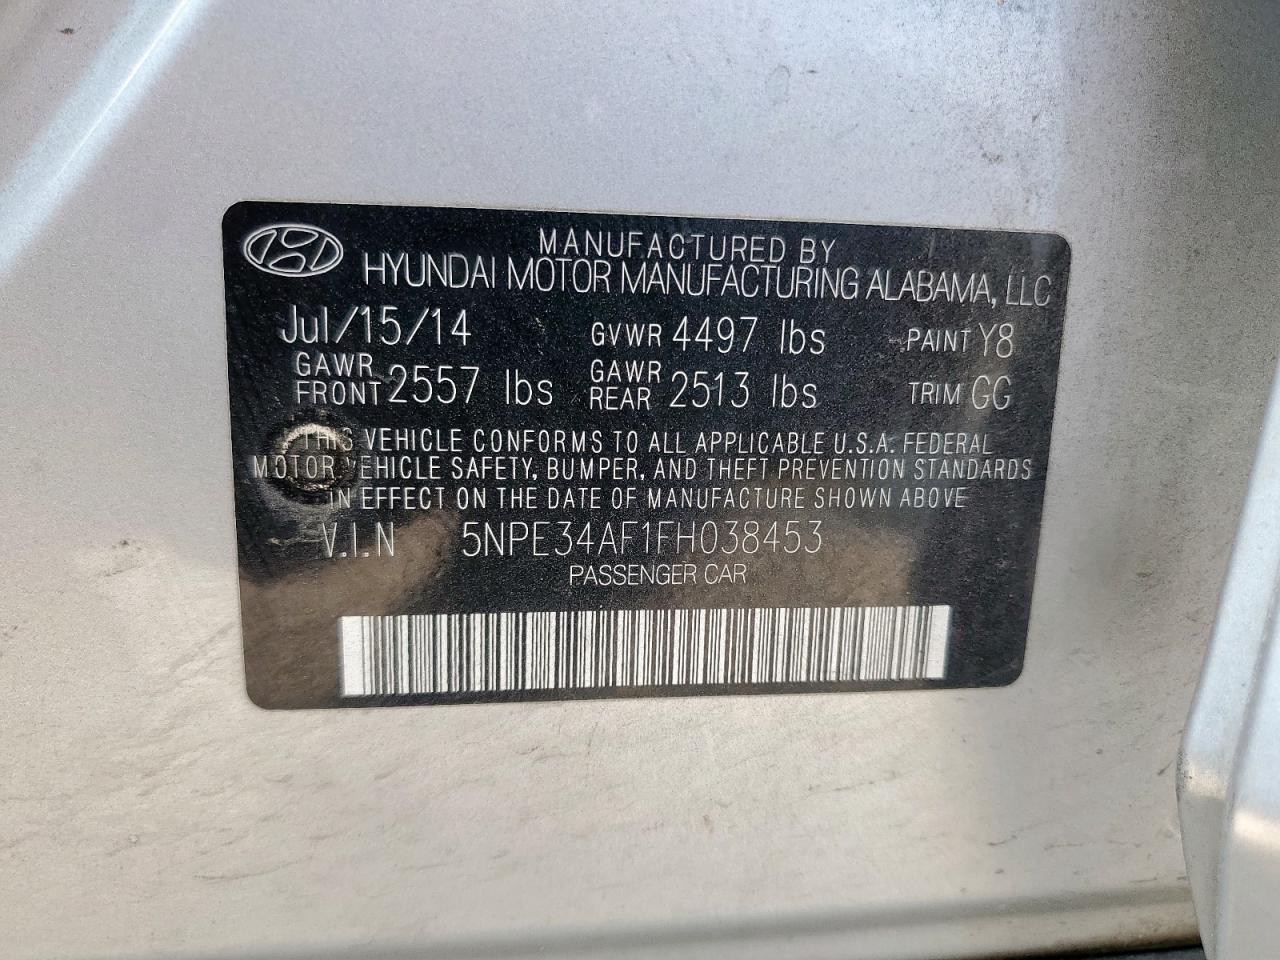 MANUFACTURED BY
HYUNDAI MOTOR MANUFACTURING ALABAMA, LLC
Jul/15/14 GVWR 4497 lbs PAINT Y8
GAWR FRONT 2557 lbs GAWR REAR 2513 lbs TRIM GG
THIS VEHICLE CONFORMS TO ALL APPLICABLE U.S.A. FEDERAL
MOTOR VEHICLE SAFETY, BUMPER, AND THEFT PREVENTION STANDARDS
IN EFFECT ON THE DATE OF MANUFACTURE SHOWN ABOVE
V.I.N 5NPE34AF1FH038453
PASSENGER CAR